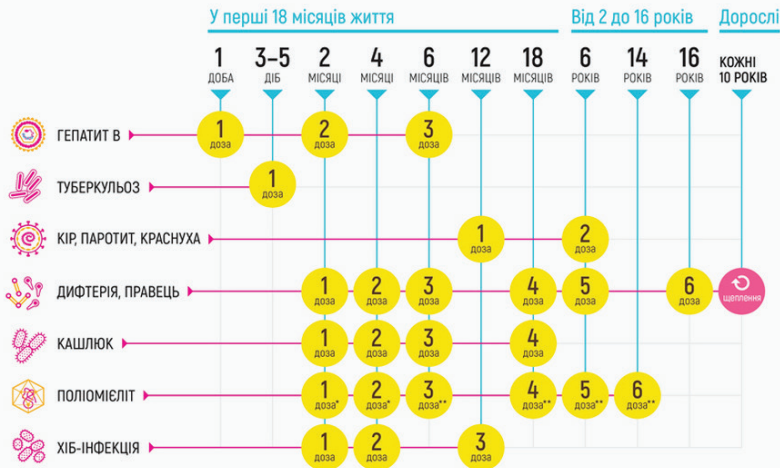 У перші 18 місяців життя
Від 2 до 16 років
Дорослі
1 ДОБА
3–5 ДІБ
2 МІСЯЦІ
4 МІСЯЦІ
6 МІСЯЦІВ
12 МІСЯЦІВ
18 МІСЯЦІВ
6 РОКІВ
14 РОКІВ
16 РОКІВ
КОЖНІ
10 РОКІВ
ГЕПАТИТ B
1 доза
2 доза
3 доза
ТУБЕРКУЛЬОЗ
1 доза
КІР, ПАРОТИТ, КРАСНУХА
1 доза
2 доза
ДИФТЕРІЯ, ПРАВЕЦЬ
1 доза
2 доза
3 доза
4 доза
5 доза
6 доза
щеплення
КАШЛЮК
1 доза
2 доза
3 доза
4 доза
ПОЛІОМІЄЛІТ
1 доза*
2 доза*
3 доза**
4 доза**
5 доза**
6 доза**
ХІБ-ІНФЕКЦІЯ
1 доза
2 доза
3 доза